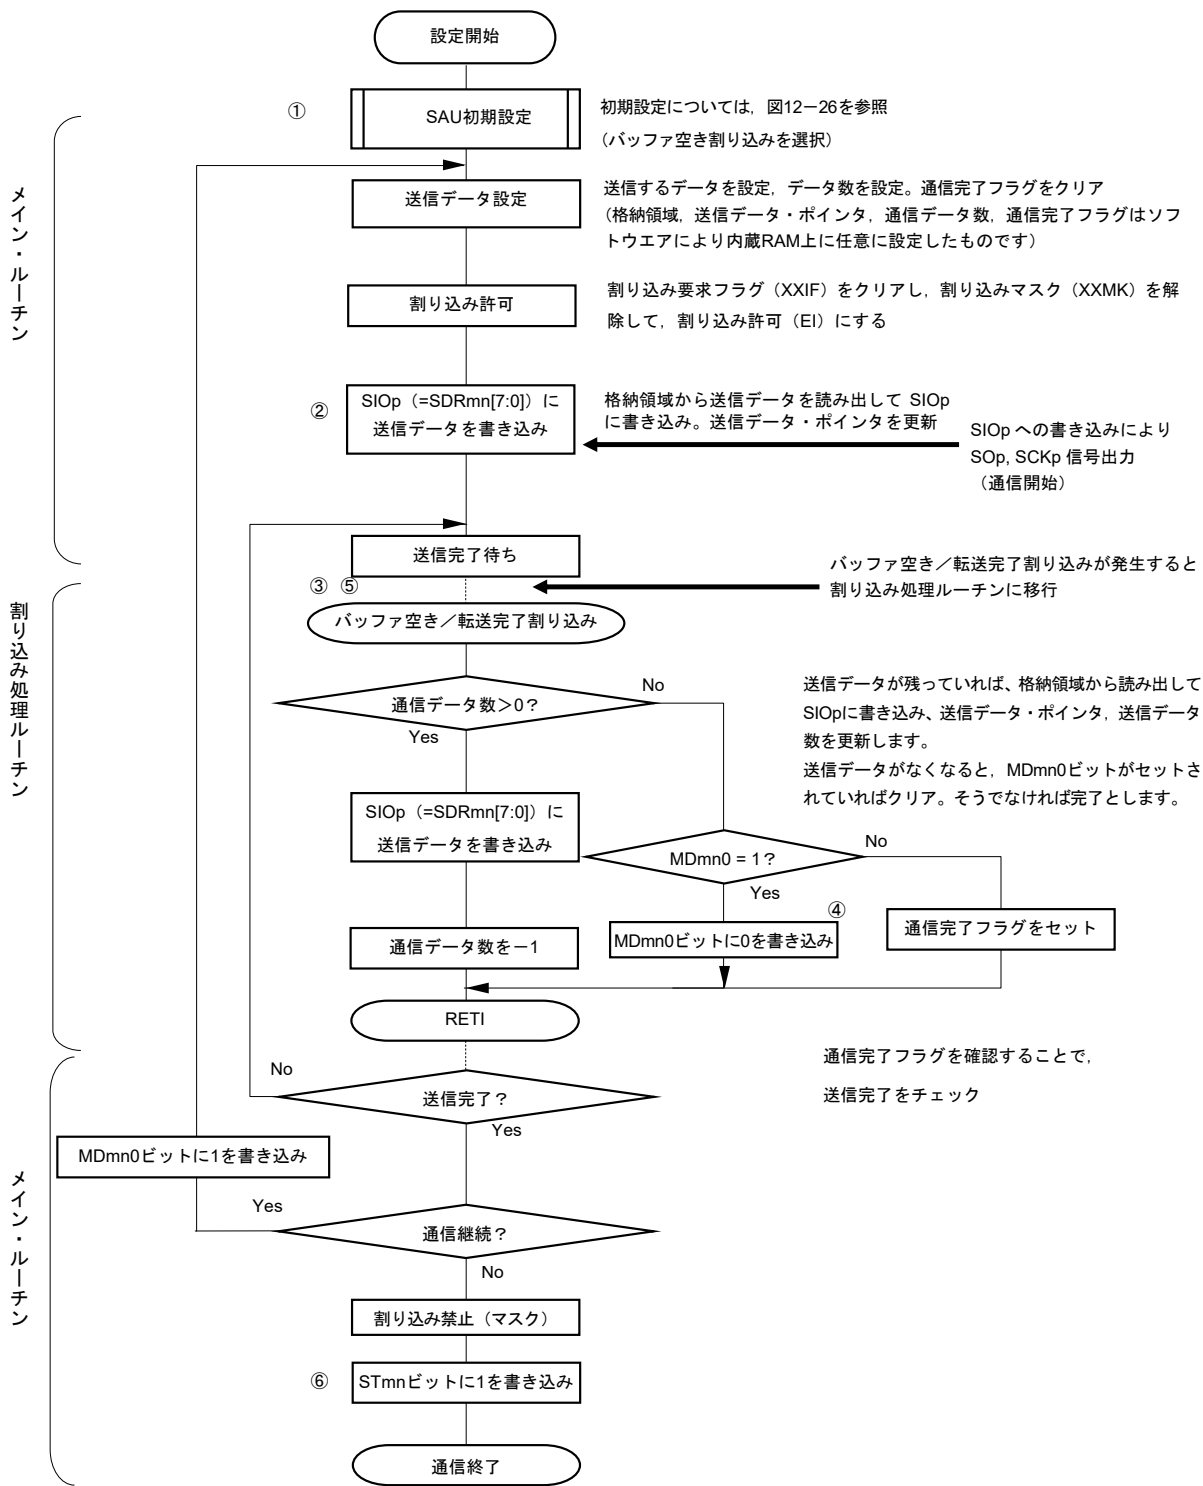 設定開始
①
SAU初期設定
初期設定については，図12－26を参照
（バッファ空き割り込みを選択）
メイン・ルーチン
送信データ設定
送信するデータを設定，データ数を設定。通信完了フラグをクリア
（格納領域，送信データ・ポインタ，通信データ数，通信完了フラグはソフ
トウエアにより内蔵RAM上に任意に設定したものです）
割り込み許可
割り込み要求フラグ（XXIF）をクリアし，割り込みマスク（XXMK）を解
除して，割り込み許可（EI）にする
②
SIOp（=SDRmn[7:0]）に
送信データを書き込み
格納領域から送信データを読み出して SIOp
に書き込み。送信データ・ポインタを更新
SIOp への書き込みにより
SOp, SCKp 信号出力
（通信開始）
送信完了待ち
③ ⑤
バッファ空き／転送完了割り込みが発生すると
割り込み処理ルーチンに移行
割り込み処理ルーチン
バッファ空き／転送完了割り込み
通信データ数＞0？
No
Yes
送信データが残っていれば、格納領域から読み出して
SIOpに書き込み、送信データ・ポインタ，送信データ
数を更新します。
送信データがなくなると，MDmn0ビットがセットさ
れていればクリア。そうでなければ完了とします。
SIOp（=SDRmn[7:0]）に
送信データを書き込み
MDmn0 = 1？
No
Yes
④
通信データ数を－1
MDmn0ビットに0を書き込み
通信完了フラグをセット
RETI
通信完了フラグを確認することで，
送信完了をチェック
No
送信完了？
Yes
メイン・ルーチン
MDmn0ビットに1を書き込み
Yes
通信継続？
No
割り込み禁止（マスク）
⑥
STmnビットに1を書き込み
通信終了